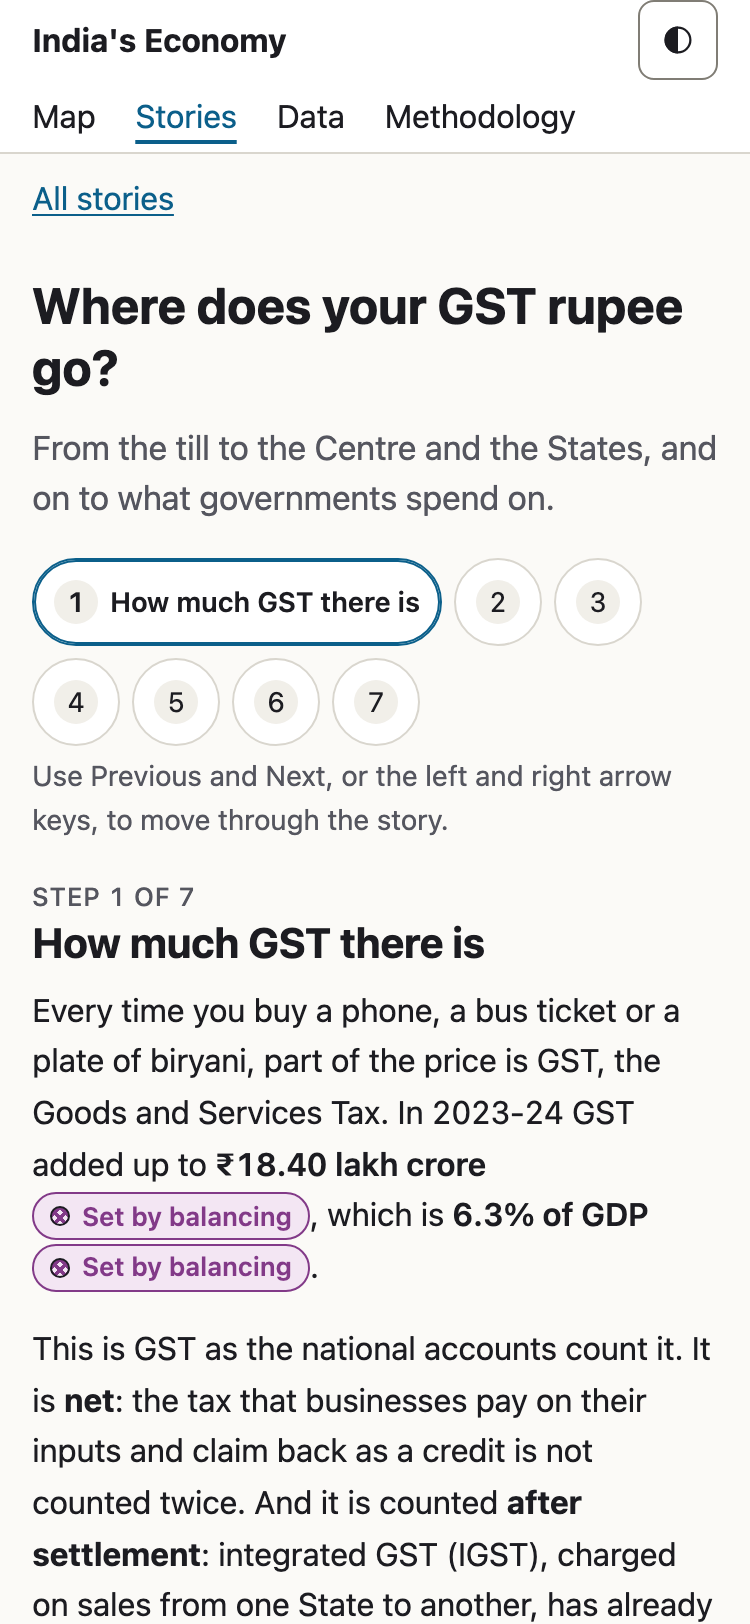 India's Economy
Map Stories Data Methodology
All stories
Where does your GST rupee
go?
From the till to the Centre and the States, and
on to what governments spend on.
1 How much GST there is 2 3
4 5 6 7
Use Previous and Next, or the left and right arrow
keys, to move through the story.
STEP 1 OF 7
How much GST there is
Every time you buy a phone, a bus ticket or a
plate of biryani, part of the price is GST, the
Goods and Services Tax. In 2023-24 GST
added up to ₹18.40 lakh crore
Set by balancing, which is 6.3% of GDP
Set by balancing.
This is GST as the national accounts count it. It
is net: the tax that businesses pay on their
inputs and claim back as a credit is not
counted twice. And it is counted after
settlement: integrated GST (IGST), charged
on sales from one State to another, has already